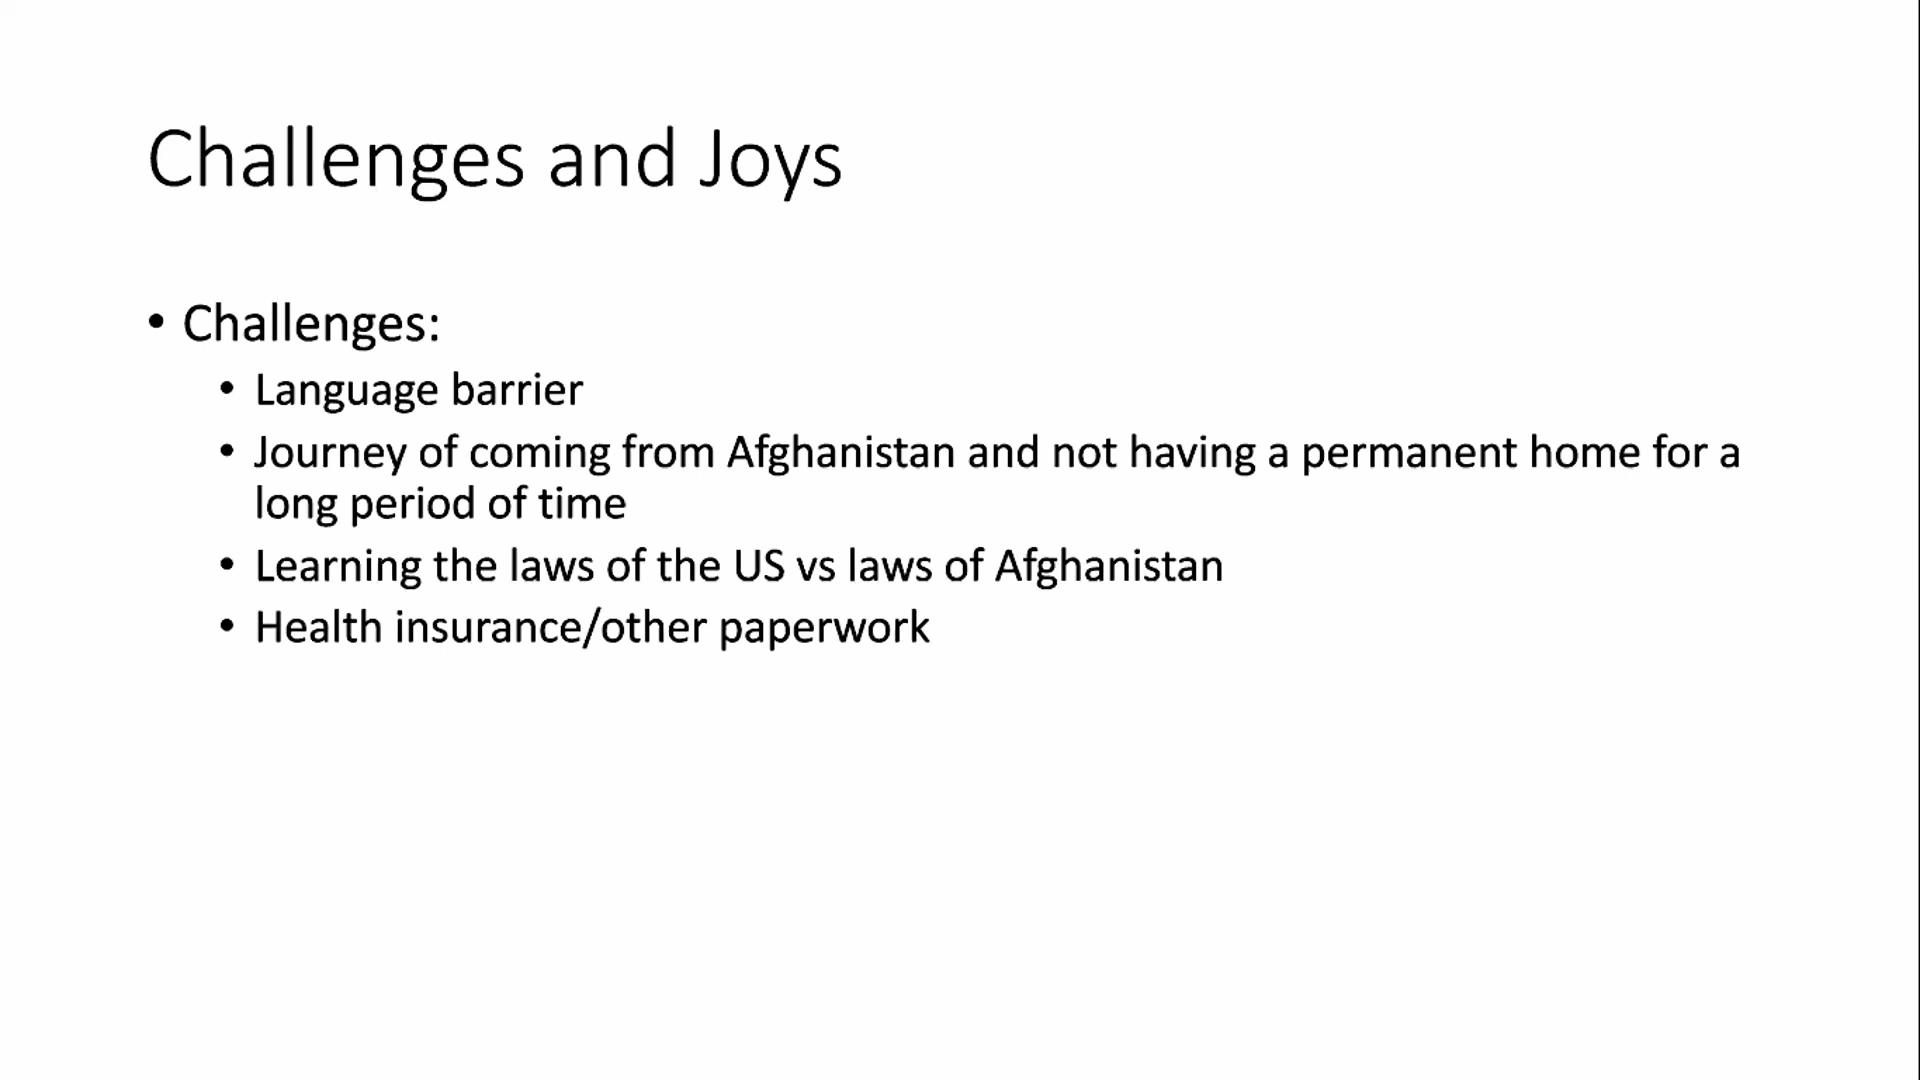 Challenges and Joys
• Challenges:
• Language barrier
• Journey of coming from Afghanistan and not having a permanent home for a
long period of time
• Learning the laws of the US vs laws of Afghanistan
• Health insurance/other paperwork